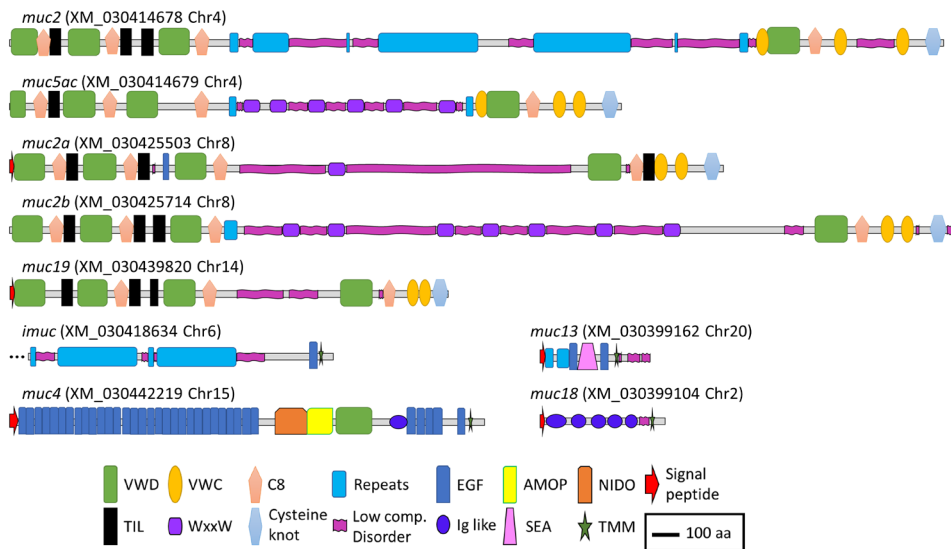 muc2 (XM_030414678 Chr4)
muc5ac (XM_030414679 Chr4)
muc2a (XM_030425503 Chr8)
muc2b (XM_030425714 Chr8)
muc19 (XM_030439820 Chr14)
imuc (XM_030418634 Chr6)
muc13 (XM_030399162 Chr20)
muc4 (XM_030442219 Chr15)
muc18 (XM_030399104 Chr2)
VWD
VWC
C8
Repeats
EGF
AMOP
NIDO
Signal
peptide
TIL
WxxW
Cysteine
knot
Low comp.
Disorder
Ig like
SEA
TMM
100 aa